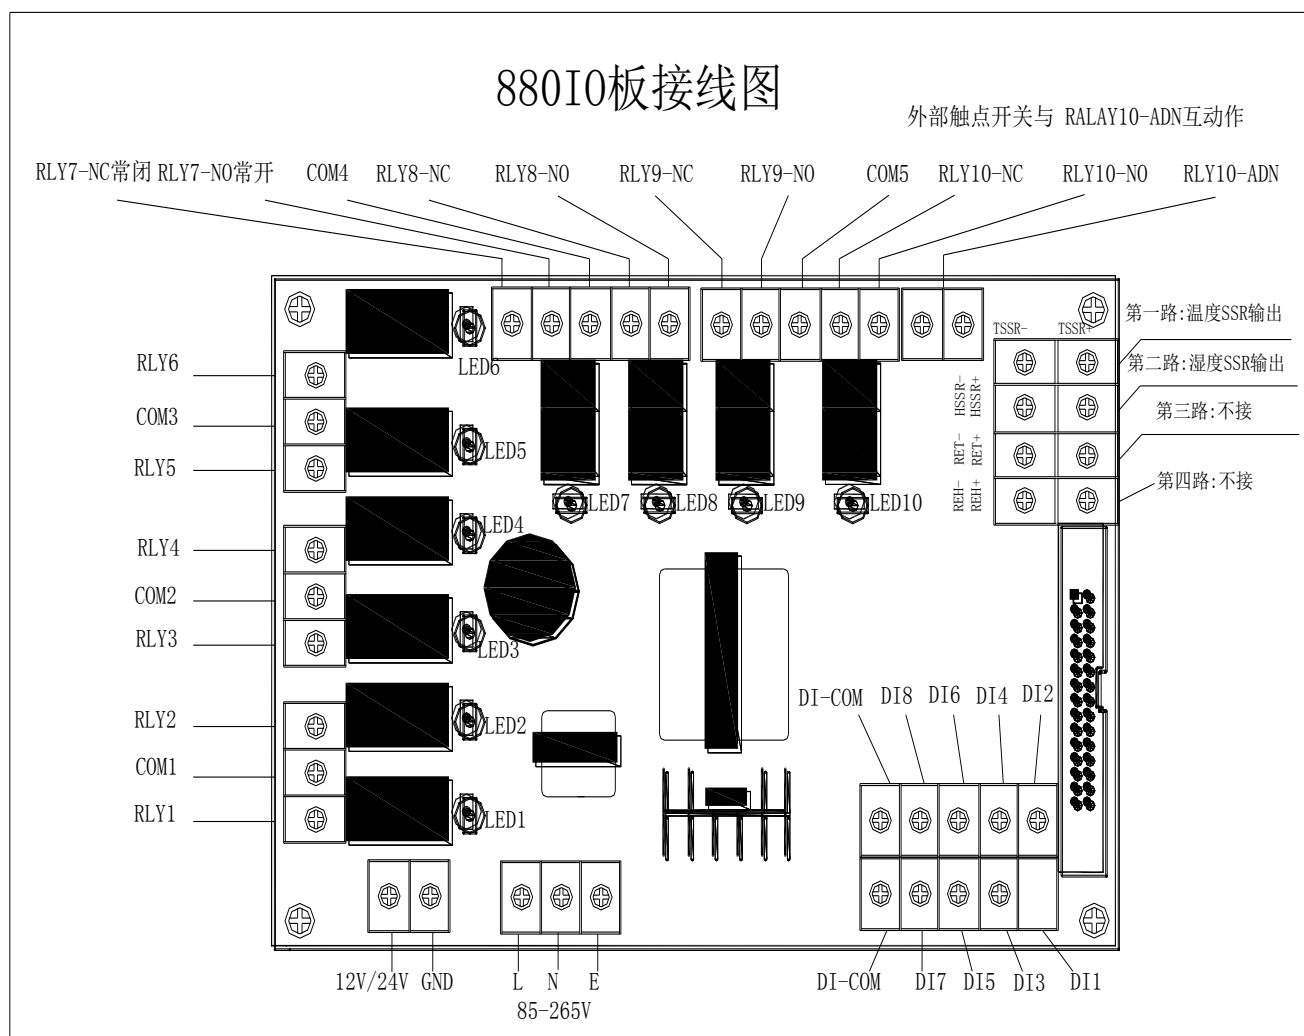 880IO板接线图
外部触点开关与 RALAY10-ADN互动作
RLY7-NC常闭 RLY7-NO常开 COM4 RLY8-NC RLY8-NO RLY9-NC RLY9-NO COM5 RLY10-NC RLY10-NO RLY10-ADN
第一路:温度SSR输出
TSSR- TSSR+
第二路:湿度SSR输出
HSSR-
HSSR+
第三路:不接
RET-
RET+
第四路:不接
REH-
REH+
RLY6
COM3
RLY5
RLY4
COM2
RLY3
RLY2
COM1
RLY1
LED6
LED5
LED4
LED3
LED2
LED1
LED7 LED8 LED9 LED10
DI-COM DI8 DI6 DI4 DI2
12V/24V GND L N E DI-COM DI7 DI5 DI3 DI1
85-265V